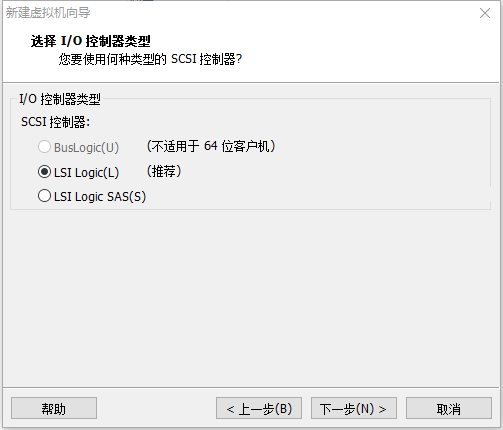 新建虚拟机向导
选择 I/O 控制器类型
您要使用何种类型的 SCSI 控制器?
I/O 控制器类型
SCSI 控制器:
BusLogic(U) (不适用于 64 位客户机)
LSI Logic(L) (推荐)
LSI Logic SAS(S)
帮助 < 上一步(B) 下一步(N) > 取消